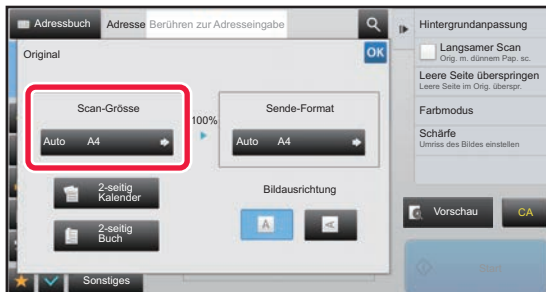 Adressbuch
Adresse
Berühren zur Adresseingabe
Original
OK
Scan-Grösse
Auto A4
100%
Sende-Format
Auto A4
2-seitig
Kalender
2-seitig
Buch
Bildausrichtung
A
A
Sonstiges
Hintergrundanpassung
Langsamer Scan
Orig. m. dünnem Pap. sc.
Leere Seite überspringen
Leere Seite im Orig. überspr.
Farbmodus
Schärfe
Umriss des Bildes einstellen
Vorschau
CA
Start